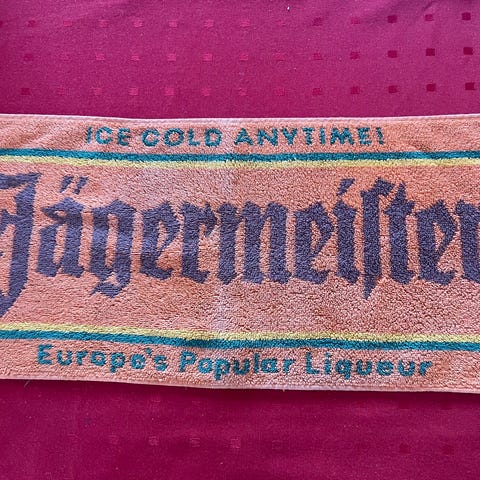 ICE COLD ANYTIME!
Jägermeiſter
Europe's Popular Liqueur